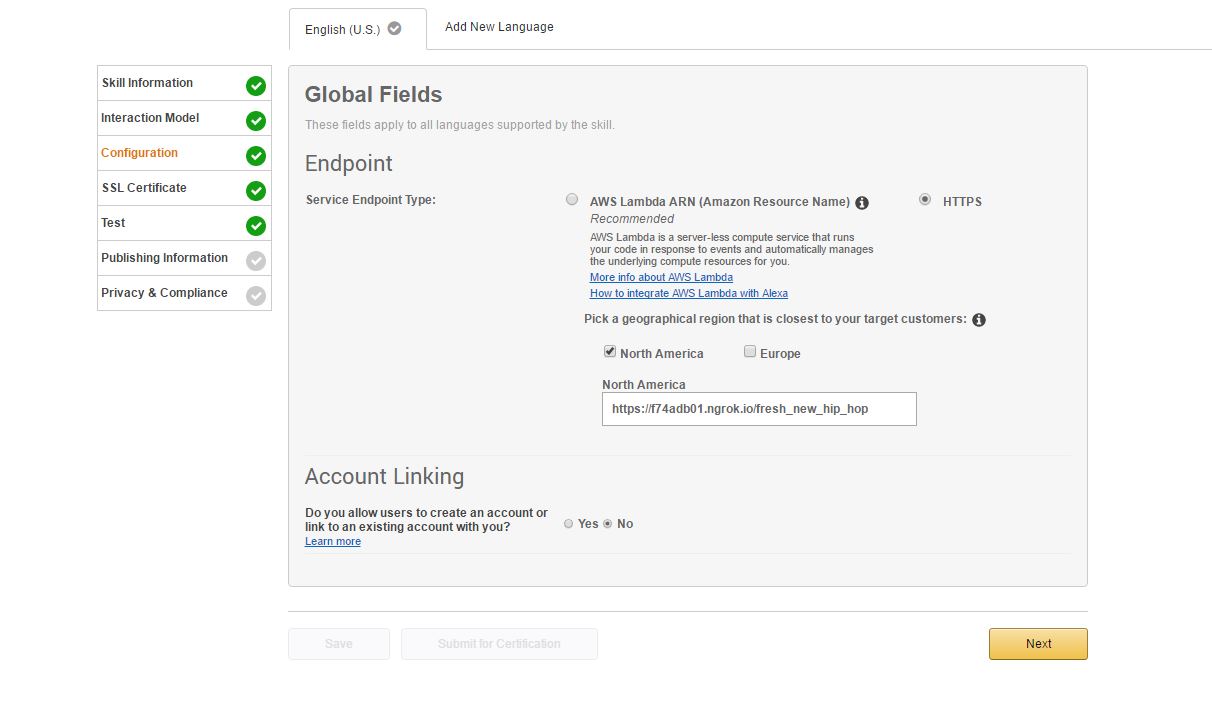 English (U.S.)
Add New Language
Skill Information
Interaction Model
Configuration
SSL Certificate
Test
Publishing Information
Privacy & Compliance
Global Fields
These fields apply to all languages supported by the skill.
Endpoint
Service Endpoint Type:
AWS Lambda ARN (Amazon Resource Name)
HTTPS
Recommended
AWS Lambda is a server-less compute service that runs
your code in response to events and automatically manages
the underlying compute resources for you.
More info about AWS Lambda
How to integrate AWS Lambda with Alexa
Pick a geographical region that is closest to your target customers:
North America
Europe
North America
https://f74adb01.ngrok.io/fresh_new_hip_hop
Account Linking
Do you allow users to create an account or
link to an existing account with you?
Yes
No
Learn more
Save
Submit for Certification
Next